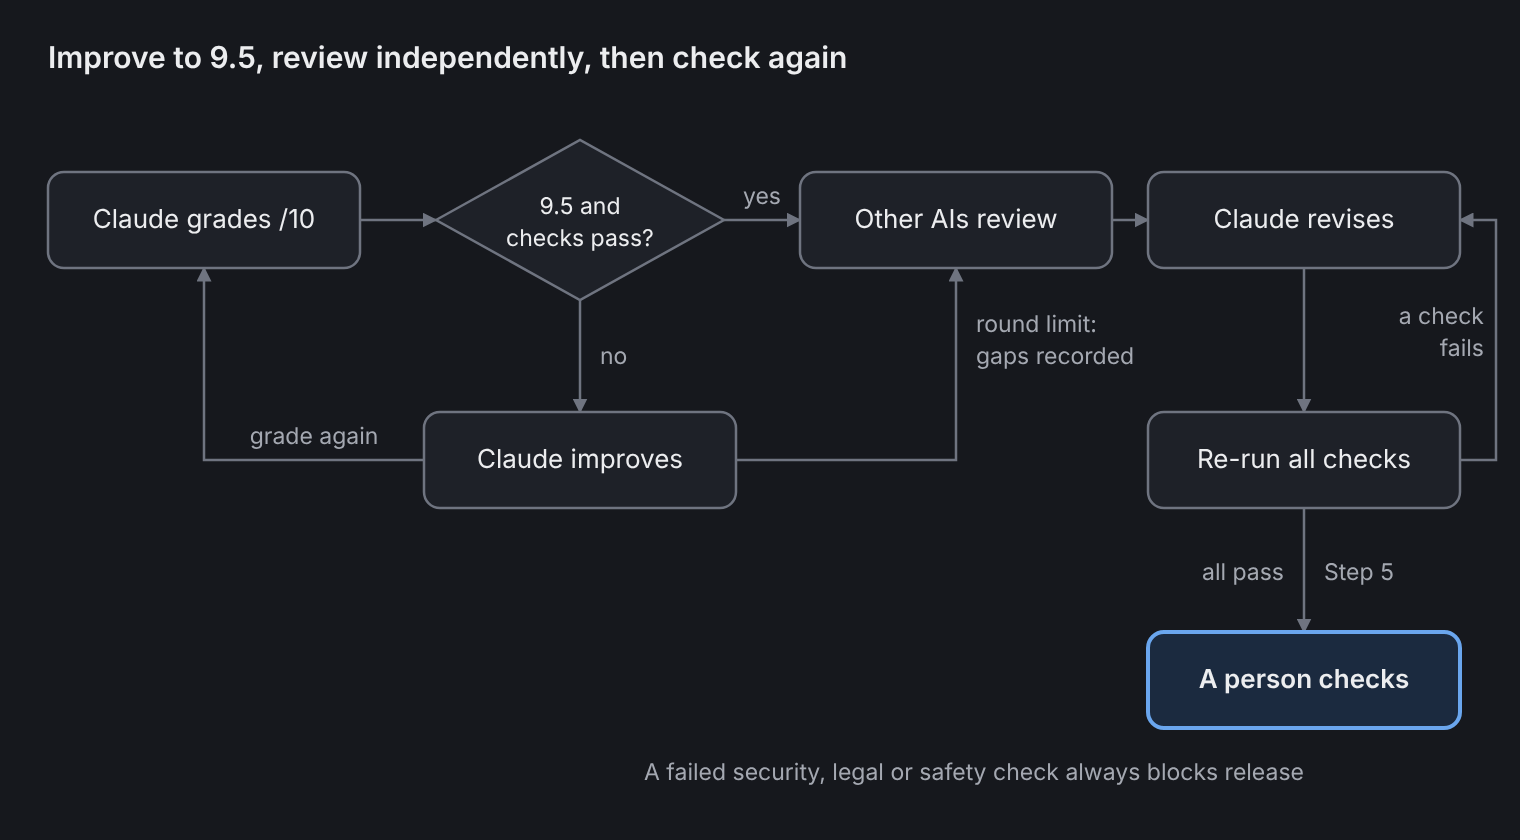 Improve to 9.5, review independently, then check again
Claude grades /10
9.5 and
checks pass?
yes
Other AIs review
Claude revises
no
round limit:
gaps recorded
a check
fails
grade again
Claude improves
Re-run all checks
all pass
Step 5
A person checks
A failed security, legal or safety check always blocks release